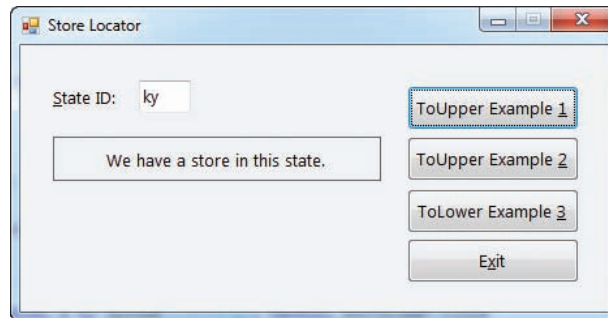 Store Locator
State ID: ky
We have a store in this state.
ToUpper Example 1
ToUpper Example 2
ToLower Example 3
Exit